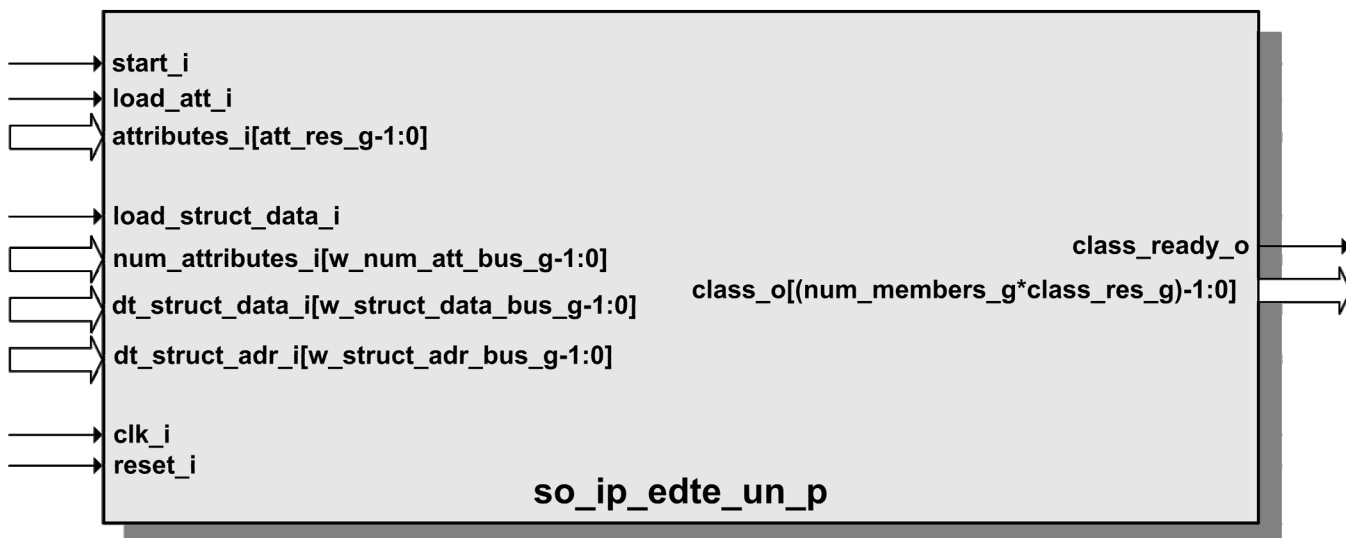 start_i
load_att_i
attributes_i[att_res_g-1:0]
load_struct_data_i
num_attributes_i[w_num_att_bus_g-1:0]
dt_struct_data_i[w_struct_data_bus_g-1:0]
dt_struct_adr_i[w_struct_adr_bus_g-1:0]
clk_i
reset_i
class_ready_o
class_o[(num_members_g*class_res_g)-1:0]
so_ip_edte_un_p